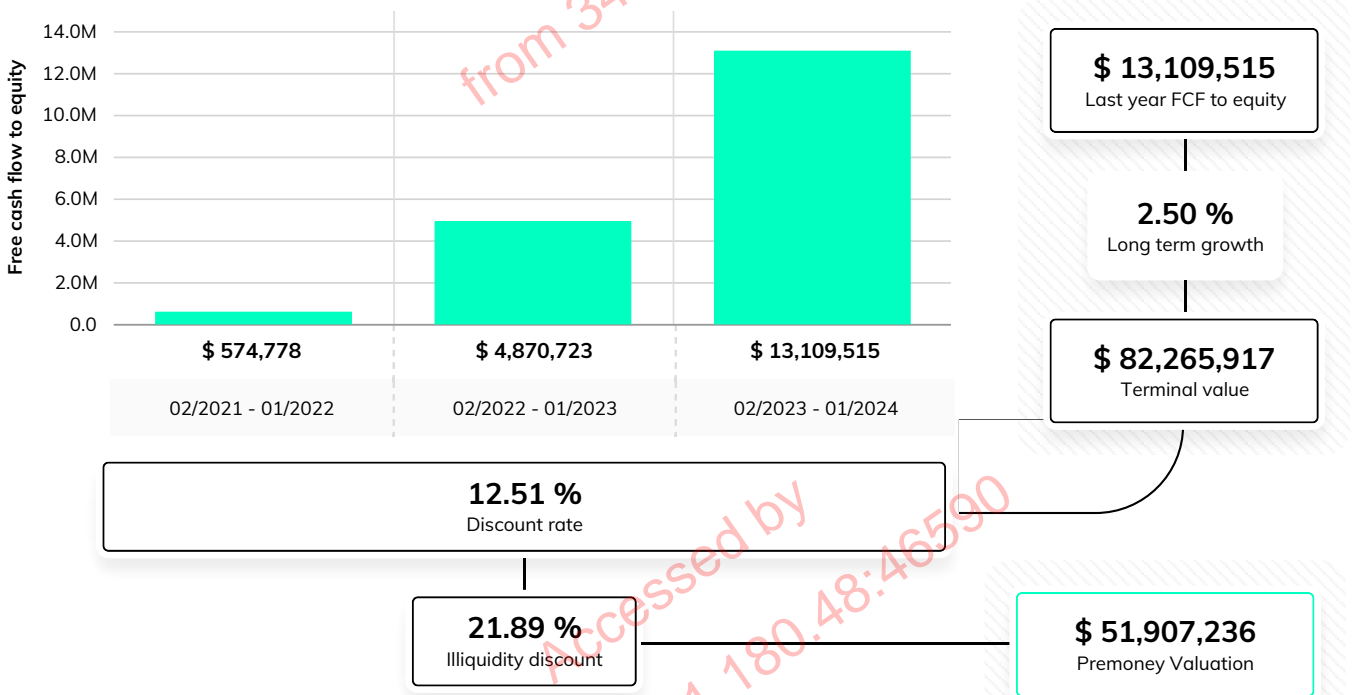 Free cash flow to equity
14.0M
12.0M
10.0M
8.0M
6.0M
4.0M
2.0M
0.0
$ 574,778
$ 4,870,723
$ 13,109,515
02/2021 - 01/2022
02/2022 - 01/2023
02/2023 - 01/2024
$ 13,109,515
Last year FCF to equity
2.50 %
Long term growth
$ 82,265,917
Terminal value
12.51 %
Discount rate
21.89 %
Illiquidity discount
$ 51,907,236
Premoney Valuation
from 34
Accessed by
180.48:46590